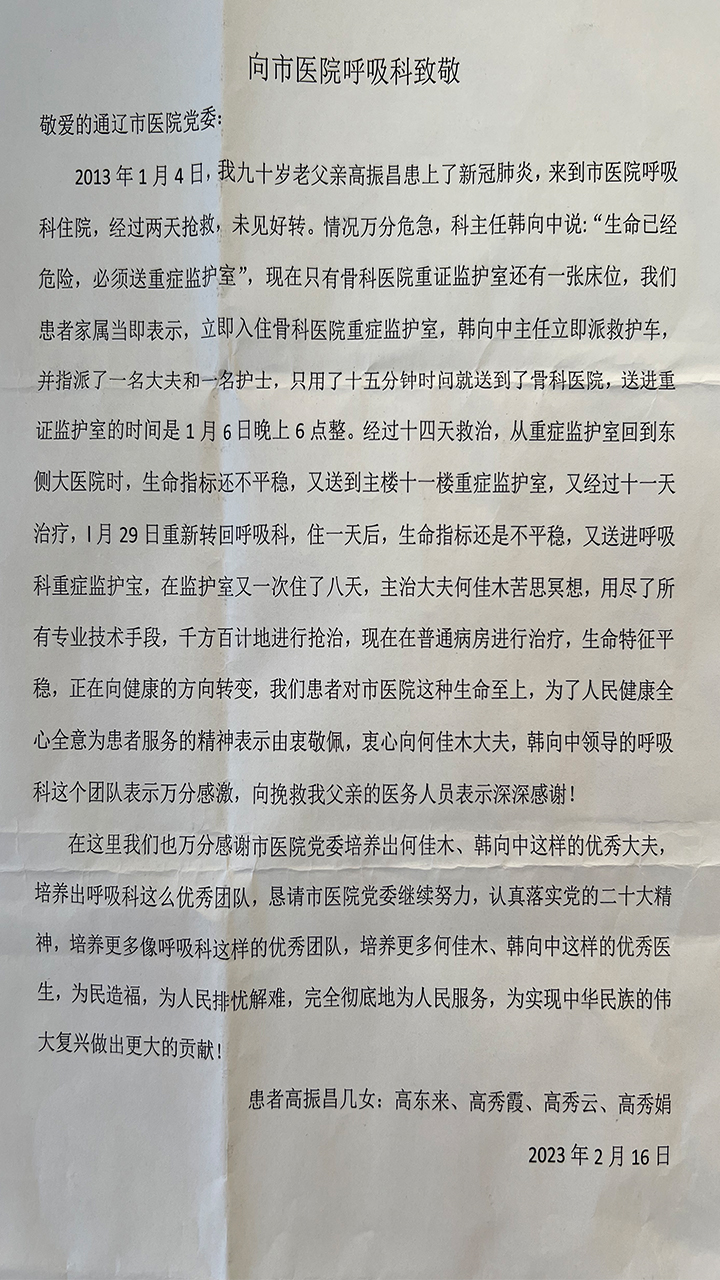 向市医院呼吸科致敬
敬爱的通辽市医院党委：
2013年1月4日，我九十岁老父亲高振昌患上了新冠肺炎，来到市医院呼吸
科住院，经过两天抢救，未见好转。情况万分危急，科主任韩向中说：“生命已经
危险，必须送重症监护室”，现在只有骨科医院重证监护室还有一张床位，我们
患者家属当即表示，立即入住骨科医院重症监护室，韩向中主任立即派救护车，
并指派了一名大夫和一名护士，只用了十五分钟时问就送到了骨科医院，送进重
证监护室的时间是1月6日晚上6点整。经过十四天救治，从重症监护室回到东
侧大医院时，生命指标还不平稳，又送到主楼十一楼重症监护室，又经过十一天
治疗，l月29日重新转回呼吸科，住一天后，生命指标还是不平稳，又送进呼吸
科重症监护宝，在监护室又一次住了八天，主治大夫何佳木苦思冥想，用尽了所
有专业技术手段，千方百计地进行抢治，现在在普通病房进行治疗，生命特征平
稳，正在向健康的方向转变，我们患者对市医院这种生命至上，为了人民健康全
心全意为患者服务的精神表示由衷敬佩，衷心向何佳木大夫，韩向中领导的呼吸
科这个团队表示万分感激，向挽救我父亲的医务人员表示深深感谢！
在这里我们也万分感谢市医院党委培养出何佳木、韩向中这样的优秀大夫，
培养出呼吸科这么优秀团队，恳请市医院党委继续努力，认真落实党的二十大精
神，培养更多像呼吸科这样的优秀团队，培养更多何佳木、韩向中这样的优秀医
生，为民造福，为人民排忧解难，完全彻底地为人民服务，为实现中华民族的伟
大复兴做出更大的贡献！
患者高振昌几女：高东来、高秀霞、高秀云、高秀娟
2023年2月16日